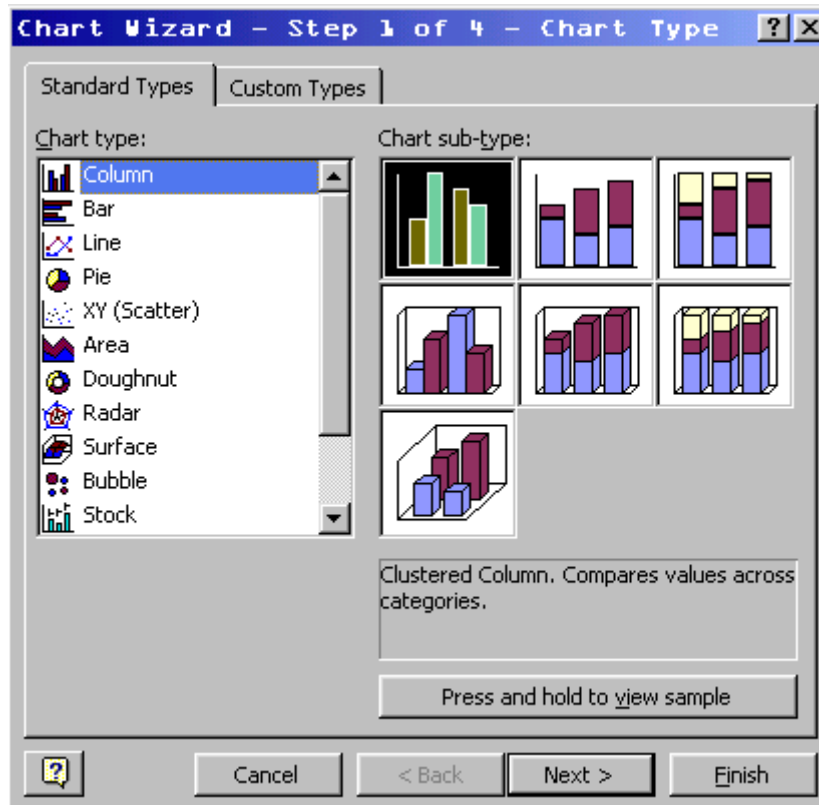 Chart Wizard - Step 1 of 4 - Chart Type
Standard Types
Custom Types
Chart type:
Column
Bar
Line
Pie
XY (Scatter)
Area
Doughnut
Radar
Surface
Bubble
Stock
Chart sub-type:
Clustered Column. Compares values across
categories.
Press and hold to view sample
Cancel
< Back
Next >
Finish